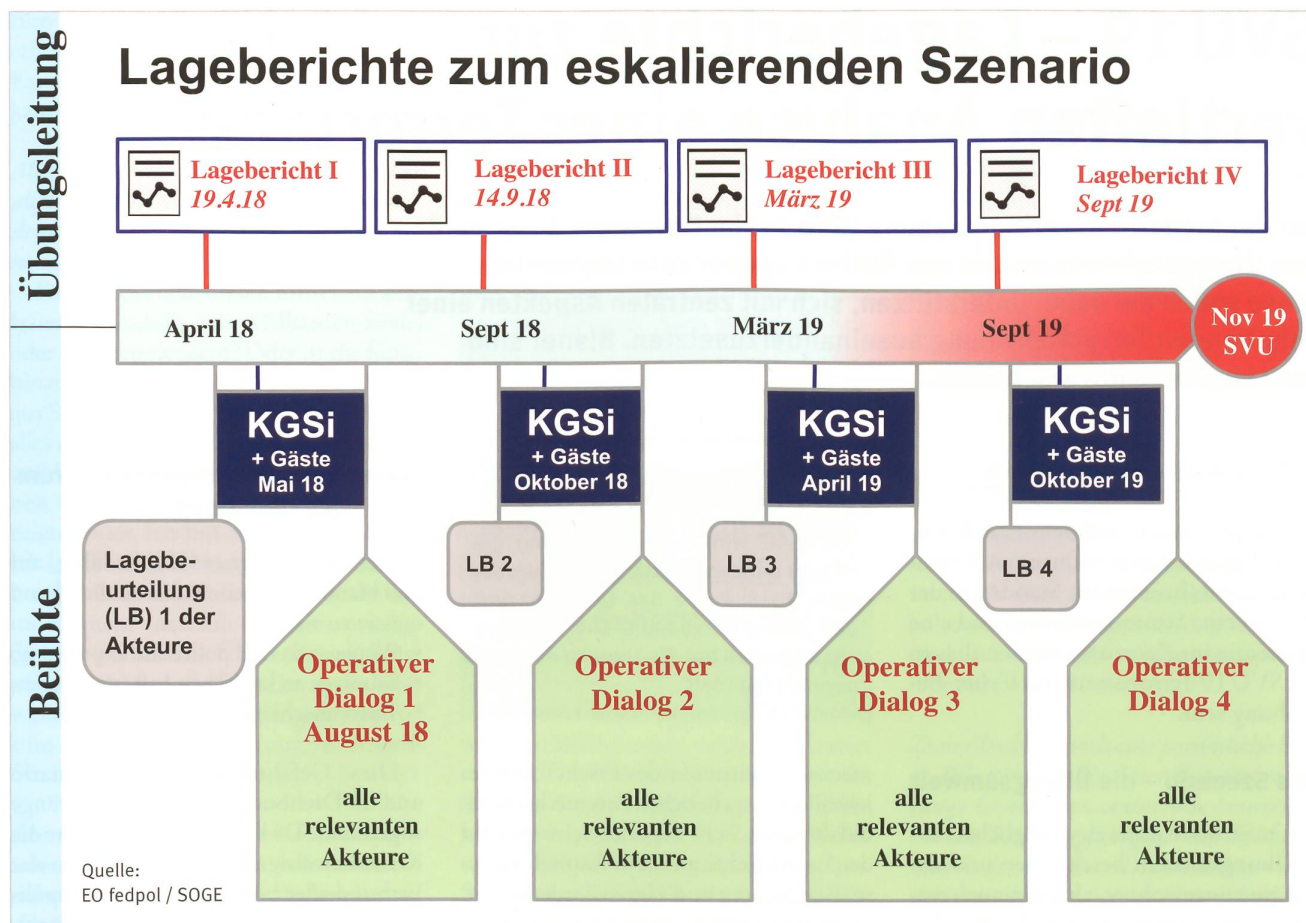 Übungsleitung
Beübte
Lageberichte zum eskalierenden Szenario
Lagebericht I
19.4.18
Lagebericht II
14.9.18
Lagebericht III
März 19
Lagebericht IV
Sept 19
April 18
Sept 18
März 19
Sept 19
Nov 19
SVU
KGSi
+ Gäste
Mai 18
KGSi
+ Gäste
Oktober 18
KGSi
+ Gäste
April 19
KGSi
+ Gäste
Oktober 19
Lagebe-
urteilung
(LB) 1 der
Akteure
LB 2
LB 3
LB 4
Operativer
Dialog 1
August 18
alle
relevanten
Akteure
Operativer
Dialog 2
alle
relevanten
Akteure
Operativer
Dialog 3
alle
relevanten
Akteure
Operativer
Dialog 4
alle
relevanten
Akteure
Quelle:
EO fedpol / SOGE